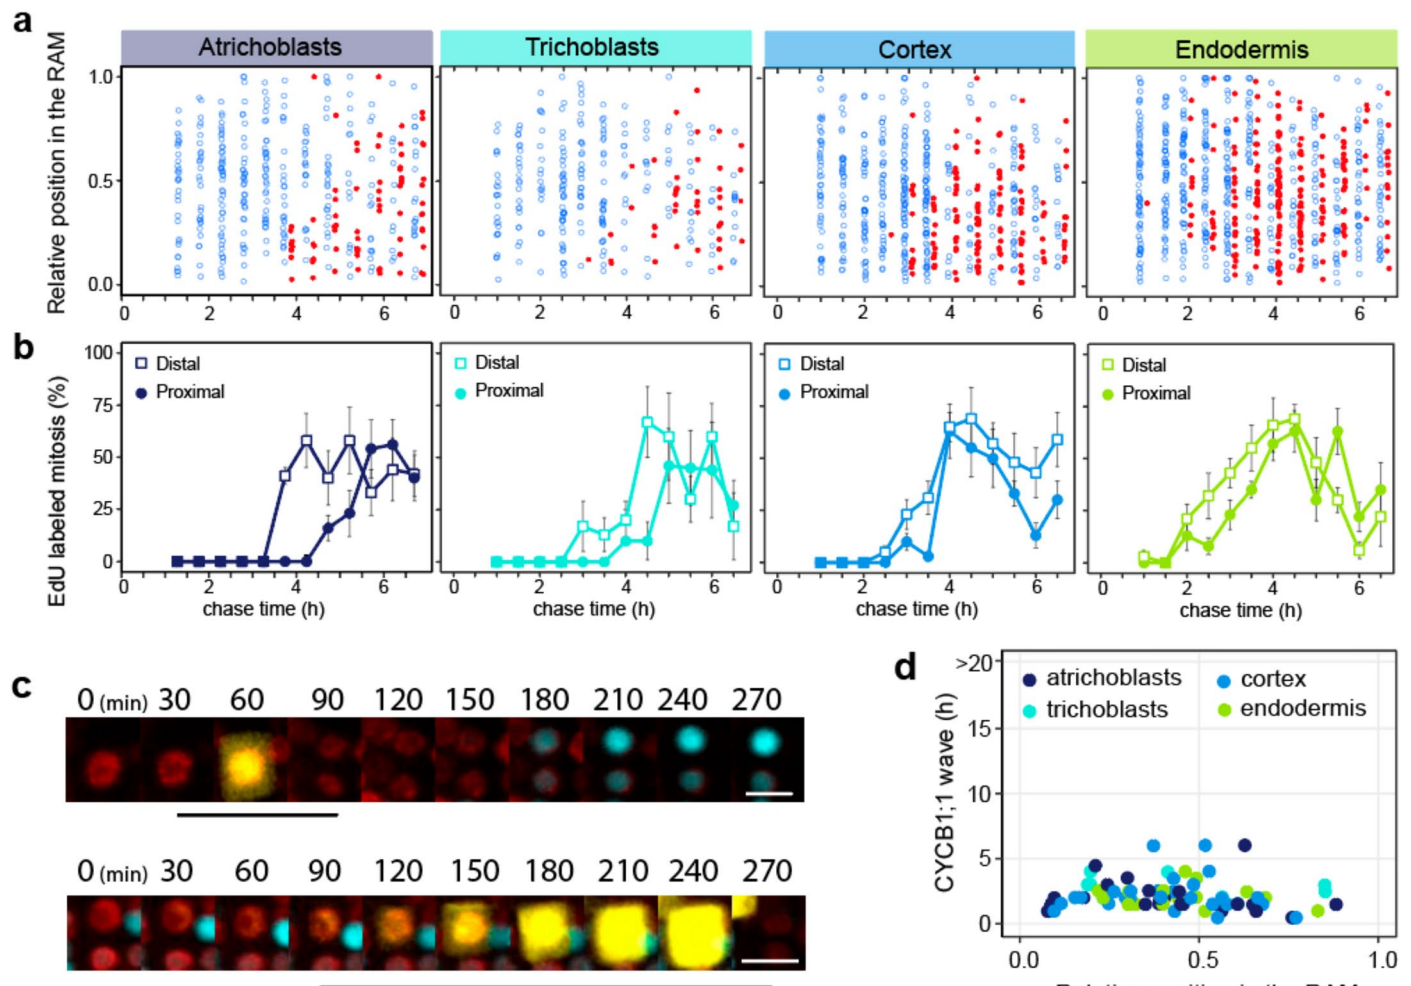 a
Atrichoblasts
Trichoblasts
Cortex
Endodermis
Relative position in the RAM
1.0
0.5
0.0
0 2 4 6
0 2 4 6
0 2 4 6
0 2 4 6
b
EdU labeled mitosis (%)
100
75
50
25
0
Distal
Proximal
Distal
Proximal
Distal
Proximal
Distal
Proximal
0 2 4 6
0 2 4 6
0 2 4 6
0 2 4 6
chase time (h)
chase time (h)
chase time (h)
chase time (h)
c
0 (min) 30 60 90 120 150 180 210 240 270
0 (min) 30 60 90 120 150 180 210 240 270
d
CYCB1;1 wave (h)
>20
15
10
5
0
atrichoblasts
cortex
trichoblasts
endodermis
0.0 0.5 1.0